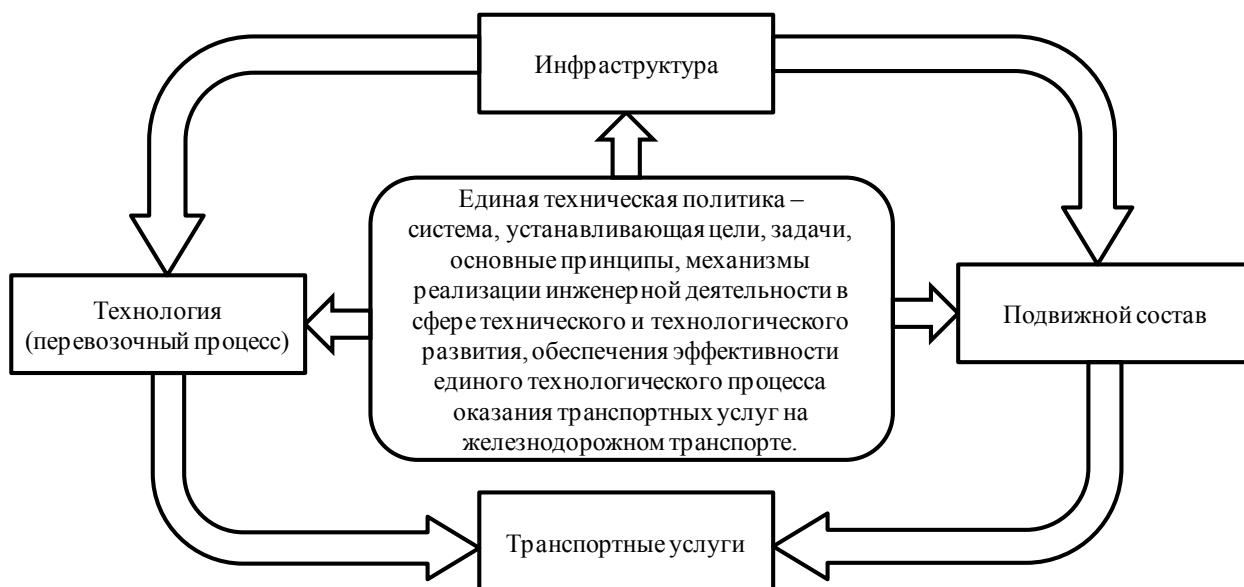 Инфраструктура
Единая техническая политика –
система, устанавливающая цели, задачи,
основные принципы, механизмы
реализации инженерной деятельности в
сфере технического и технологического
развития, обеспечения эффективности
единого технологического процесса
оказания транспортных услуг на
железнодорожном транспорте.
Технология
(перевозочный процесс)
Подвижной состав
Транспортные услуги